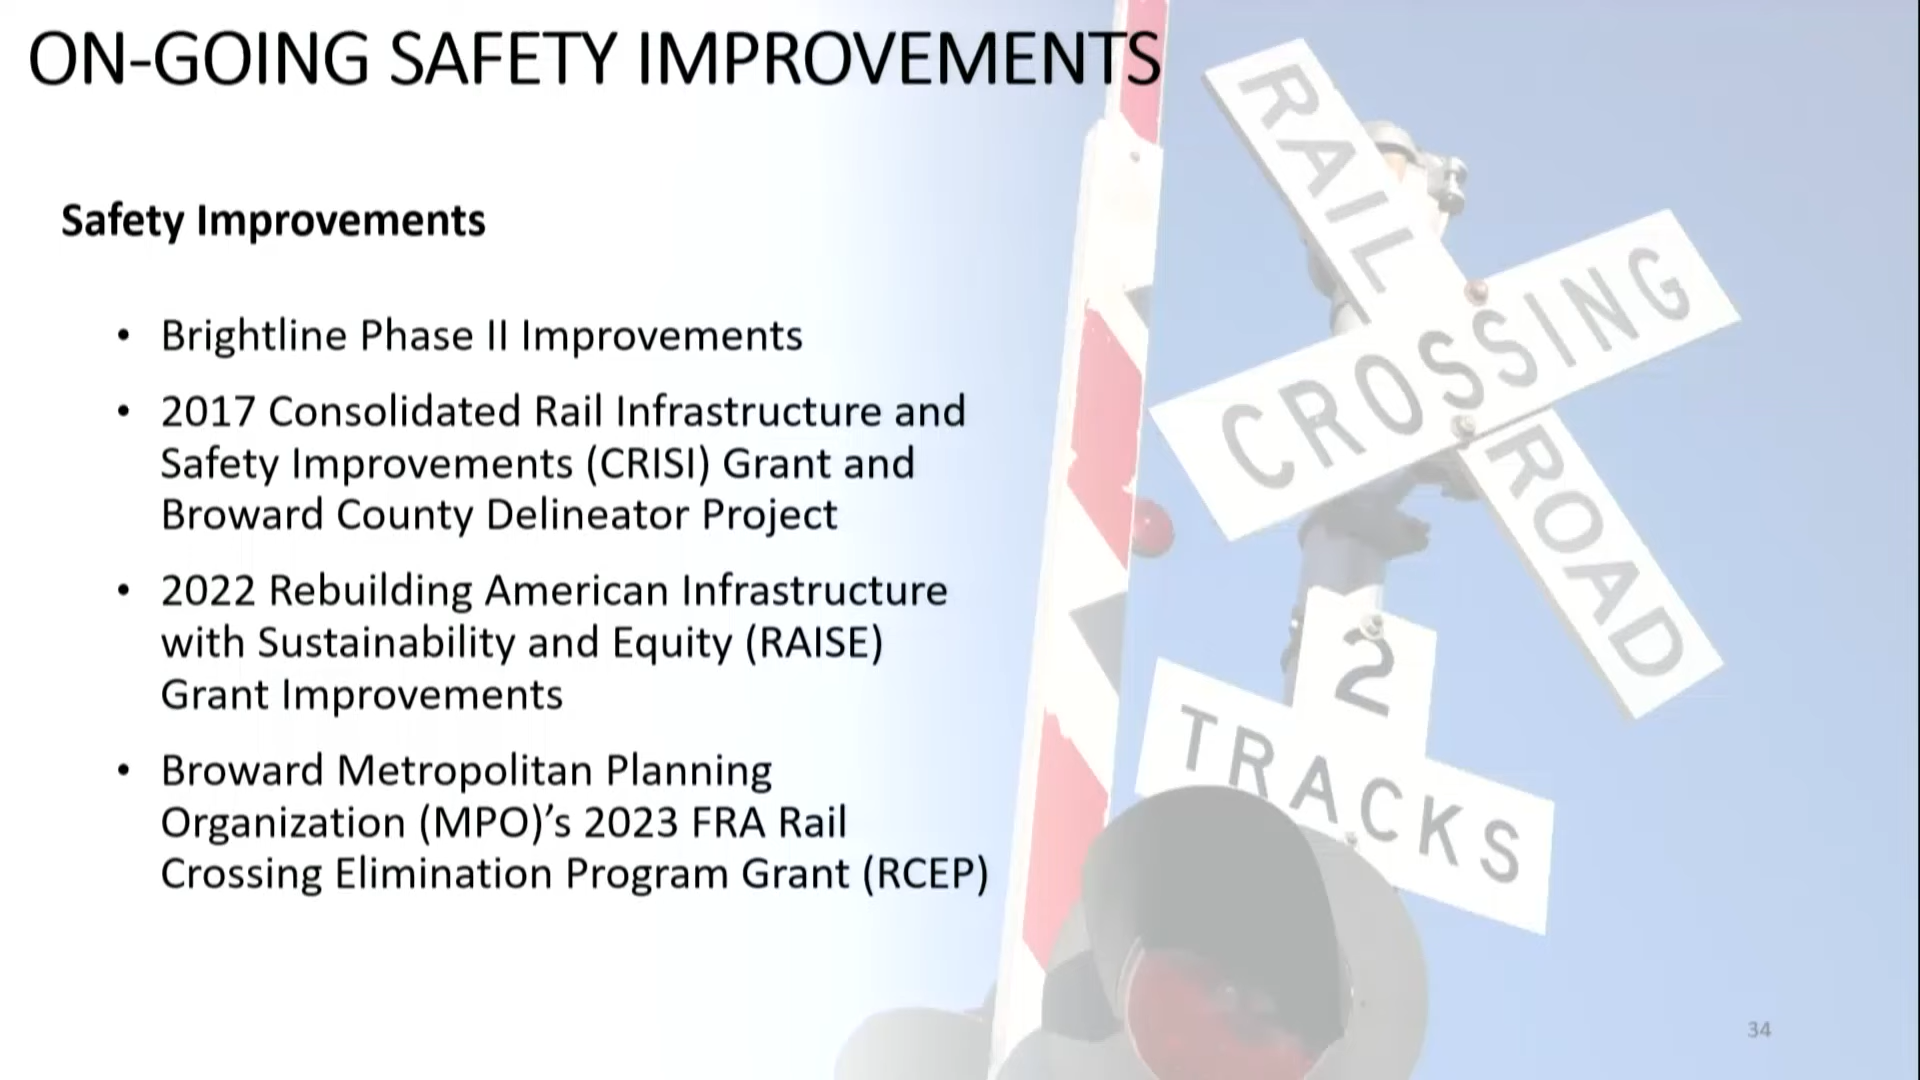 ON-GOING SAFETY IMPROVEMENTS
Safety Improvements
• Brightline Phase II Improvements
• 2017 Consolidated Rail Infrastructure and
Safety Improvements (CRISI) Grant and
Broward County Delineator Project
• 2022 Rebuilding American Infrastructure
with Sustainability and Equity (RAISE)
Grant Improvements
• Broward Metropolitan Planning
Organization (MPO)’s 2023 FRA Rail
Crossing Elimination Program Grant (RCEP)
RAIL
CROSSING
ROAD
2
TRACKS
34